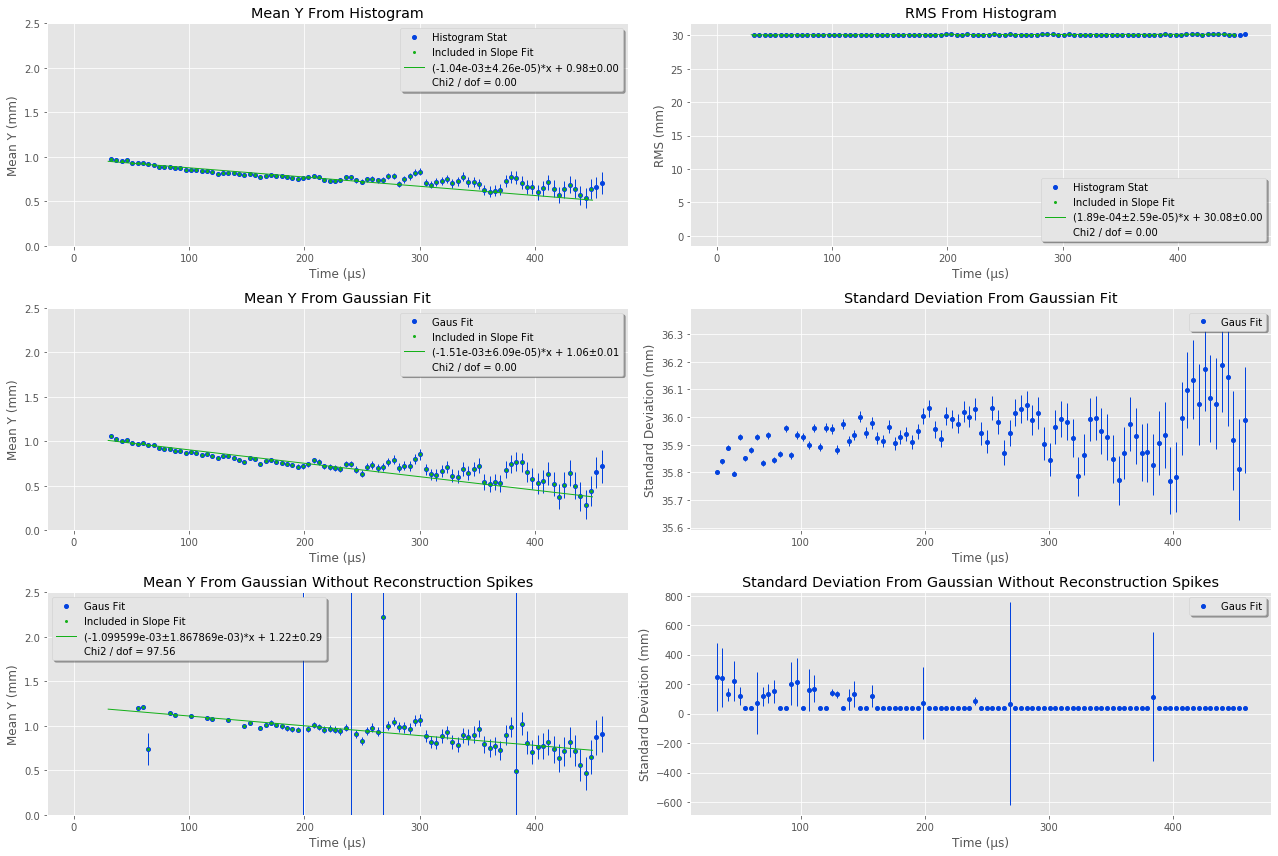 Mean Y From Histogram
Mean Y (mm)
2.5
2.0
1.5
1.0
0.5
0.0
Histogram Stat
Included in Slope Fit
(-1.04e-03±4.26e-05)*x + 0.98±0.00
Chi2 / dof = 0.00
0 100 200 300 400
Time (μs)
RMS From Histogram
RMS (mm)
30
25
20
15
10
5
0
Histogram Stat
Included in Slope Fit
(1.89e-04±2.59e-05)*x + 30.08±0.00
Chi2 / dof = 0.00
0 100 200 300 400
Time (μs)
Mean Y From Gaussian Fit
Mean Y (mm)
2.5
2.0
1.5
1.0
0.5
0.0
Gaus Fit
Included in Slope Fit
(-1.51e-03±6.09e-05)*x + 1.06±0.01
Chi2 / dof = 0.00
0 100 200 300 400
Time (μs)
Standard Deviation From Gaussian Fit
Standard Deviation (mm)
36.3
36.2
36.1
36.0
35.9
35.8
35.7
35.6
Gaus Fit
100 200 300 400
Time (μs)
Mean Y From Gaussian Without Reconstruction Spikes
Mean Y (mm)
2.5
2.0
1.5
1.0
0.5
0.0
Gaus Fit
Included in Slope Fit
(-1.099599e-03±1.867869e-03)*x + 1.22±0.29
Chi2 / dof = 97.56
0 100 200 300 400
Time (μs)
Standard Deviation From Gaussian Without Reconstruction Spikes
Standard Deviation (mm)
800
600
400
200
0
−200
−400
−600
Gaus Fit
100 200 300 400
Time (μs)